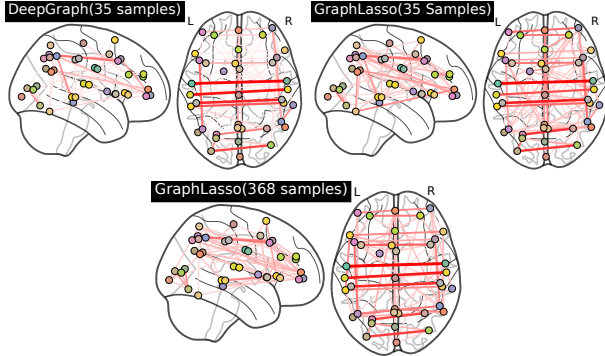 DeepGraph(35 samples)
L
R
GraphLasso(35 Samples)
L
R
GraphLasso(368 samples)
L
R